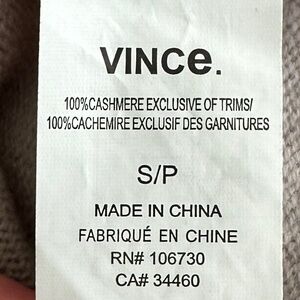 VINCe.
100%CASHMERE EXCLUSIVE OF TRIMS/
100%CACHEMIRE EXCLUSIF DES GARNITURES
S/P
MADE IN CHINA
FABRIQUÉ EN CHINE
RN# 106730
CA# 34460